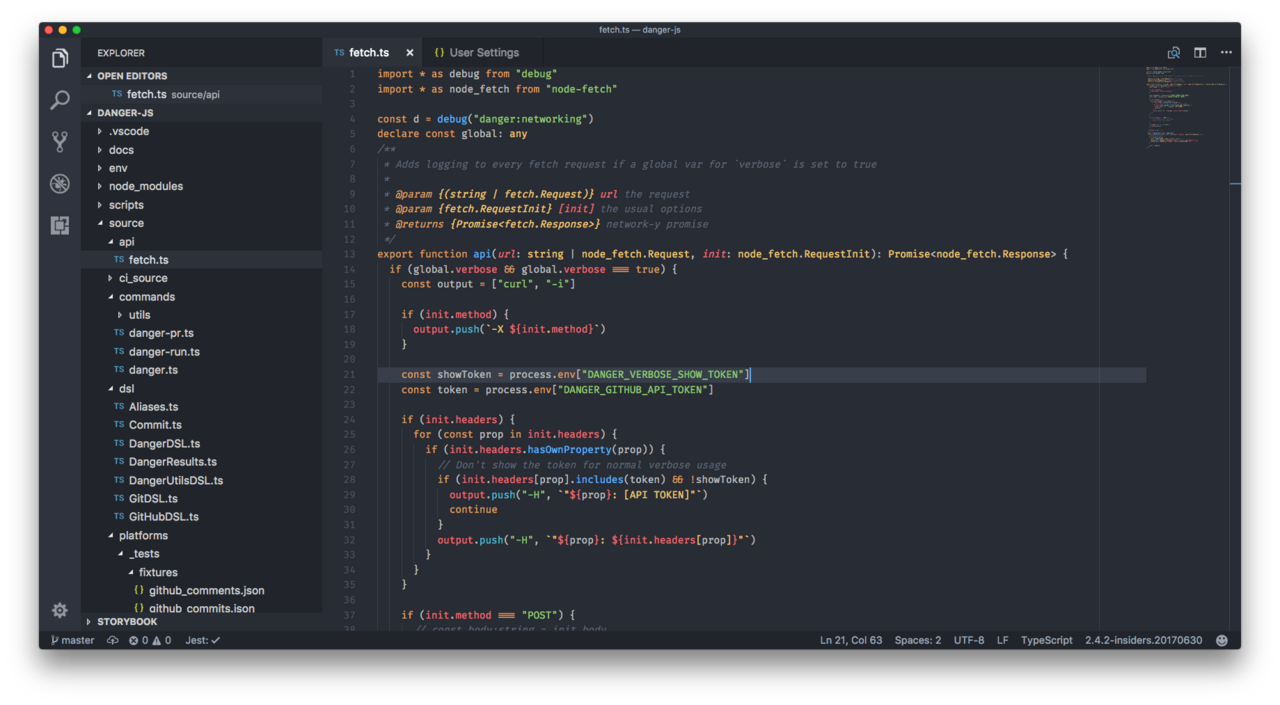 fetch.ts — danger-js
EXPLORER
OPEN EDITORS
TS fetch.ts source/api
DANGER-JS
.vscode
docs
env
node_modules
scripts
source
api
TS fetch.ts
ci_source
commands
utils
TS danger-pr.ts
TS danger-run.ts
TS danger.ts
dsl
TS Aliases.ts
TS Commit.ts
TS DangerDSL.ts
TS DangerResults.ts
TS DangerUtilsDSL.ts
TS GitDSL.ts
TS GitHubDSL.ts
platforms
_tests
fixtures
{} github_comments.json
{} github_commits.json
STORYBOOK
TS fetch.ts × {} User Settings
1 import * as debug from "debug"
2 import * as node_fetch from "node-fetch"
3
4 const d = debug("danger:networking")
5 declare const global: any
6 /**
7 * Adds logging to every fetch request if a global var for `verbose` is set to true
8 *
9 * @param {(string | fetch.Request)} url the request
10 * @param {fetch.RequestInit} [init] the usual options
11 * @returns {Promise<fetch.Response>} network-y promise
12 */
13 export function api(url: string | node_fetch.Request, init: node_fetch.RequestInit): Promise<node_fetch.Response> {
14 if (global.verbose && global.verbose === true) {
15 const output = ["curl", "-i"]
16
17 if (init.method) {
18 output.push(`-X ${init.method}`)
19 }
20
21 const showToken = process.env["DANGER_VERBOSE_SHOW_TOKEN"]
22 const token = process.env["DANGER_GITHUB_API_TOKEN"]
23
24 if (init.headers) {
25 for (const prop in init.headers) {
26 if (init.headers.hasOwnProperty(prop)) {
27 // Don't show the token for normal verbose usage
28 if (init.headers[prop].includes(token) && !showToken) {
29 output.push("-H", `"${prop}: [API TOKEN]"`)
30 continue
31 }
32 output.push("-H", `"${prop}: ${init.headers[prop]}"`)
33 }
34 }
35 }
36
37 if (init.method === "POST") {
38 // const body:string = init.body
master 0 0 Jest: ✓ Ln 21, Col 63 Spaces: 2 UTF-8 LF TypeScript 2.4.2-insiders.20170630